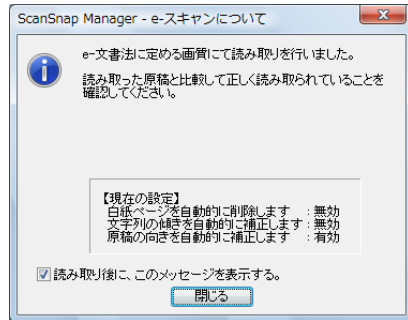 ScanSnap Manager - e-スキャンについて
e-文書法に定める画質にて読み取りを行いました。
読み取った原稿と比較して正しく読み取られていることを
確認してください。
【現在の設定】
白紙ページを自動的に削除します　：無効
文字列の傾きを自動的に補正します：無効
原稿の向きを自動的に補正します　：有効
読み取り後に、このメッセージを表示する。
閉じる